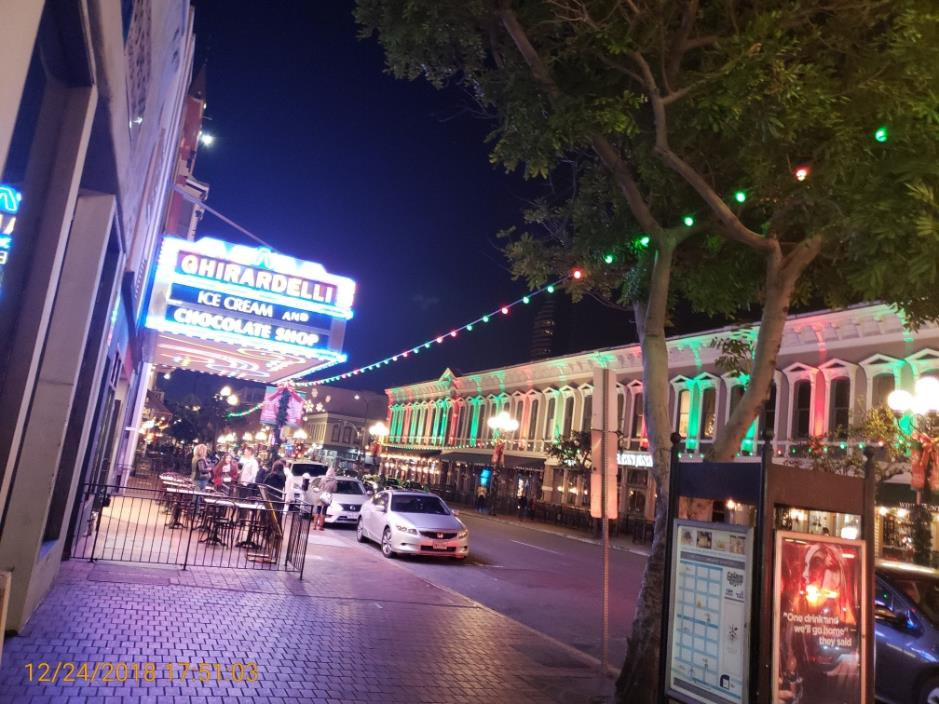 GHIRARDELLI
ICE CREAM AND
CHOCOLATE SHOP
"One drink and
we'll go home"
they said
12/24/2018 17:51:03